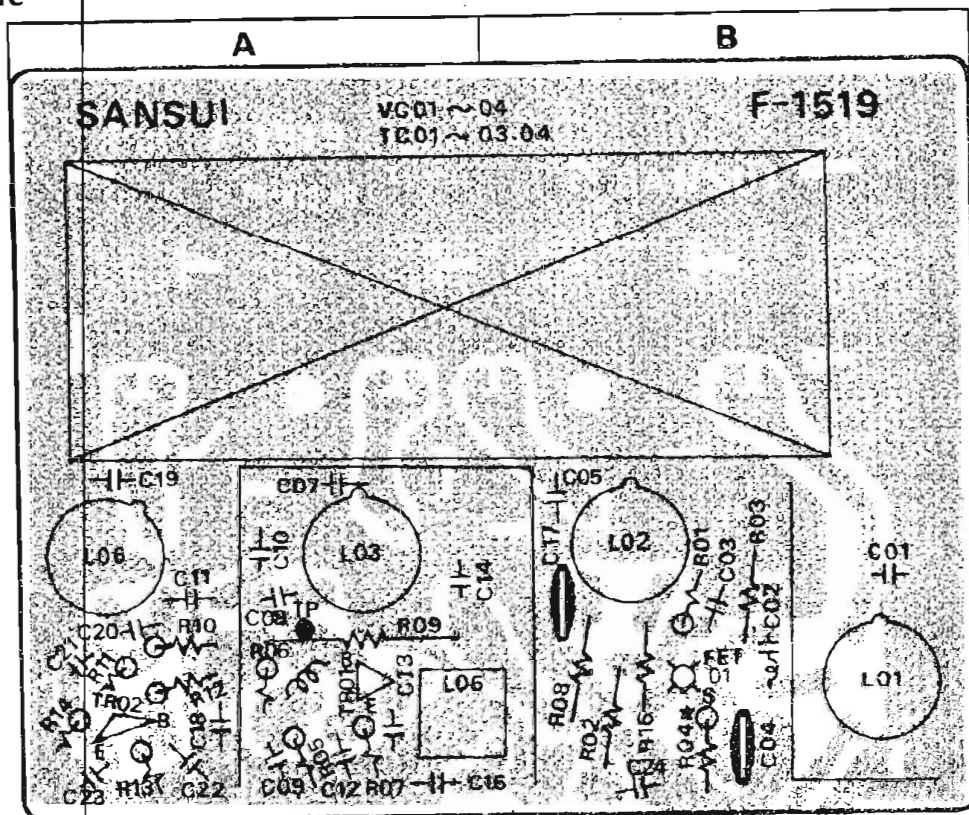 A
B
SANSUI
VC01 ~ 04
TC01 ~ 03.04
F-1519
C19
C07
C05
C17
L06
C10
L03
L02
R01
C03
R03
C01
C11
C14
C08
TP
C20
R10
R09
C02
C21
R11
R06
FET
01
R12
TR01
B
C13
L06
L01
TR02
R14
B
C18
E
E
R08
R02
R16
R04*
S
C04
C23
R13
C22
C09
R05
C12
R07
C16